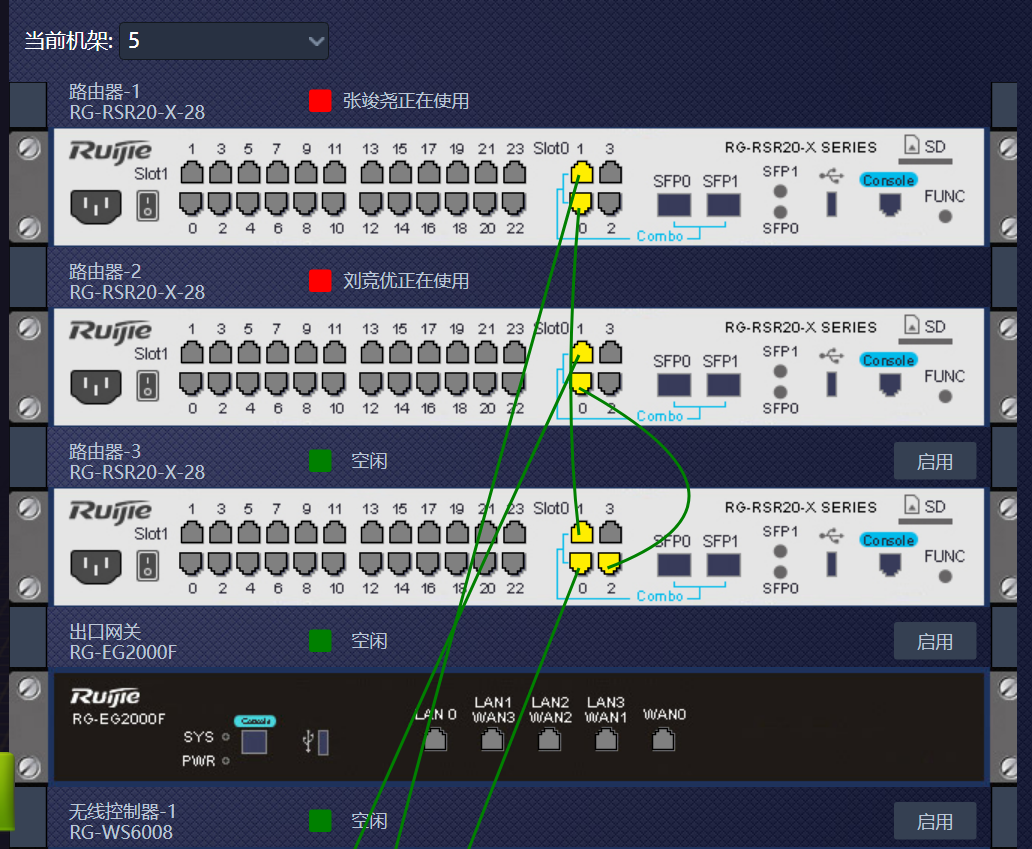 当前机架: 5
路由器-1
RG-RSR20-X-28
张竣尧正在使用
Ruijie
1 3 5 7 9 11 13 15 17 19 21 23 Slot0 1 3
RG-RSR20-X SERIES
SD
Slot1
SFP0 SFP1
SFP1
Console
FUNC
0 2 4 6 8 10 12 14 16 18 20 22 0 2
Combo
SFP0
路由器-2
RG-RSR20-X-28
刘竞优正在使用
Ruijie
1 3 5 7 9 11 13 15 17 19 21 23 Slot0 1 3
RG-RSR20-X SERIES
SD
Slot1
SFP0 SFP1
SFP1
Console
FUNC
0 2 4 6 8 10 12 14 16 18 20 22 0 2
Combo
SFP0
路由器-3
RG-RSR20-X-28
空闲
启用
Ruijie
1 3 5 7 9 11 13 15 17 19 21 23 Slot0 1 3
RG-RSR20-X SERIES
SD
Slot1
SFP0 SFP1
SFP1
Console
FUNC
0 2 4 6 8 10 12 14 16 18 20 22 0 2
Combo
SFP0
出口网关
RG-EG2000F
空闲
启用
Ruijie
RG-EG2000F
Console
SYS
PWR
LAN 0
LAN1 LAN2 LAN3
WAN3 WAN2 WAN1 WAN0
无线控制器-1
RG-WS6008
空闲
启用